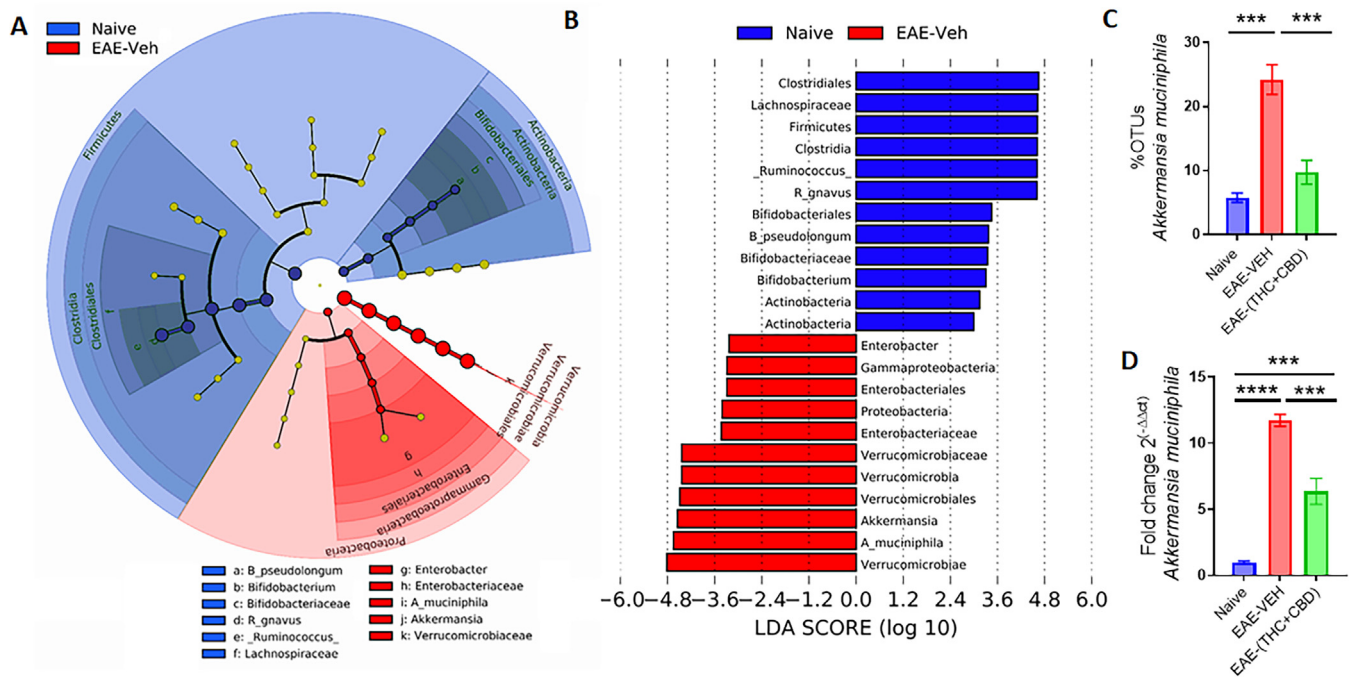 A
Naive
EAE-Veh
Firmicutes
Clostridia
Clostridiales
f
e
Actinobacteria
Actinobacteria
Bifidobacteriales
c
b
a
Verrucomicrobia
Verrucomicrobiae
Verrucomicrobiales
k
g
h
Enterobacteriales
Gammaproteobacteria
Proteobacteria
a: B_pseudolongum
b: Bifidobacterium
c: Bifidobacteriaceae
d: R_gnavus
e: _Ruminococcus_
f: Lachnospiraceae
g: Enterobacter
h: Enterobacteriaceae
i: A_muciniphila
j: Akkermansia
k: Verrucomicrobiaceae
B
Naive
EAE-Veh
Clostridiales
Lachnospiraceae
Firmicutes
Clostridia
_Ruminococcus_
R_gnavus
Bifidobacteriales
B_pseudolongum
Bifidobacteriaceae
Bifidobacterium
Actinobacteria
Actinobacteria
Enterobacter
Gammaproteobacteria
Enterobacteriales
Proteobacteria
Enterobacteriaceae
Verrucomicrobiaceae
Verrucomicrobia
Verrucomicrobiales
Akkermansia
A_muciniphila
Verrucomicrobiae
−6.0 −4.8 −3.6 −2.4 −1.2 0.0 1.2 2.4 3.6 4.8 6.0
LDA SCORE (log 10)
C
*** ***
30
20
10
0
%OTUs
Akkermansia muciniphila
Naive
EAE-VEH
EAE-(THC+CBD)
D
***
**** ***
15
10
5
0
Fold change 2(-ΔΔct)
Akkermansia muciniphila
Naive
EAE-VEH
EAE-(THC+CBD)